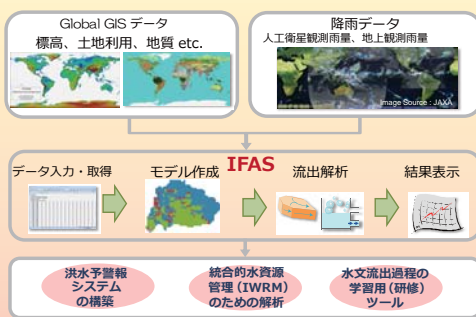 Global GIS データ
標高、土地利用、地質 etc.
降雨データ
人工衛星観測雨量、地上観測雨量
Image Source : JAXA
IFAS
データ入力・取得
モデル作成
流出解析
結果表示
洪水予警報
システム
の構築
統合的水資源
管理(IWRM)
のための解析
水文流出過程の
学習用(研修)
ツール